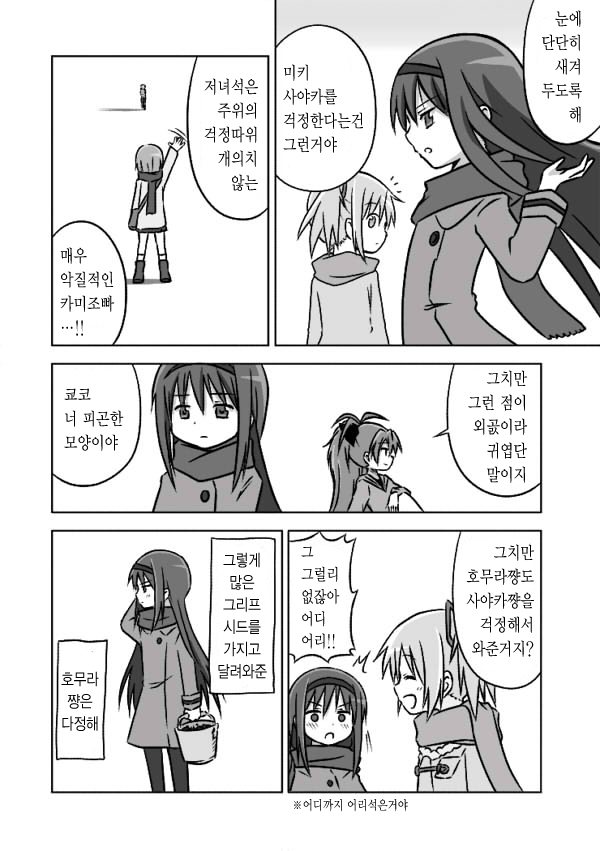 눈에
단단히
새겨
두도록
해
미키
사야카를
걱정한다는건
그런거야
저녀석은
주위의
걱정따위
개의치
않는
매우
악질적인
카미조빠
…!!
그치만
그런 점이
외곬이라
귀엽단
말이지
쿄코
너 피곤한
모양이야
그치만
호무라쨩도
사야카쨩을
걱정해서
와준거지?
그
그럴리
없잖아
어디
어리!!
※어디까지 어리석은거야
그렇게
많은
그리프
시드를
가지고
달려와준
호무라
쨩은
다정해